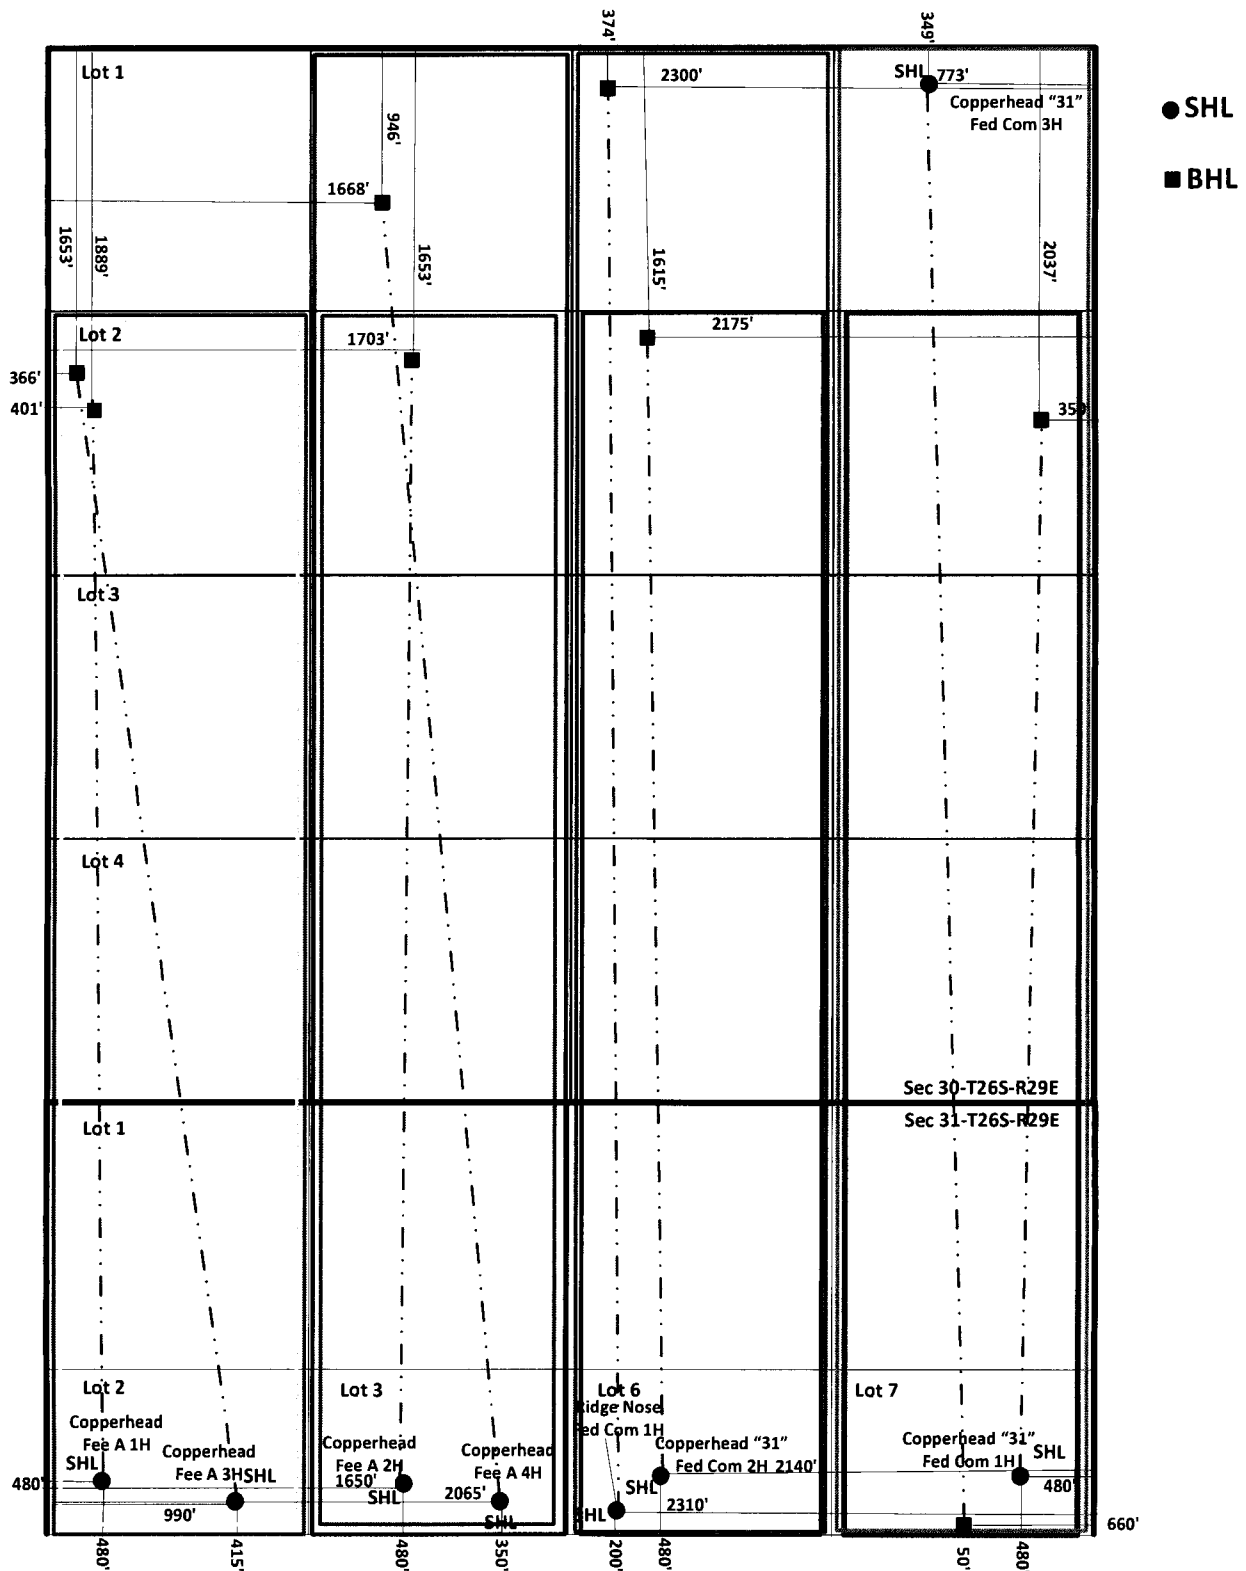 374'
349'
Lot 1
2300'
SHL
773'
Copperhead "31"
Fed Com 3H
SHL
BHL
946'
1668'
1653'
1889'
1653'
1615'
2037'
Lot 2
1703'
2175'
366'
401'
350
Lot 3
Lot 4
Sec 30-T26S-R29E
Sec 31-T26S-R29E
Lot 1
Lot 2
Lot 3
Lot 6
Lot 7
Ridge Nose
Fed Com 1H
Copperhead
Fee A 1H
SHL
Copperhead
Fee A 3H
SHL
Copperhead
Fee A 2H
1650'
SHL
Copperhead
Fee A 4H
2065'
SHL
Copperhead "31"
Fed Com 2H
2140'
SHL
2310'
SHL
Copperhead "31"
Fed Com 1H
SHL
480'
480'
990'
660'
480'
415'
480'
350'
200'
480'
50'
480'